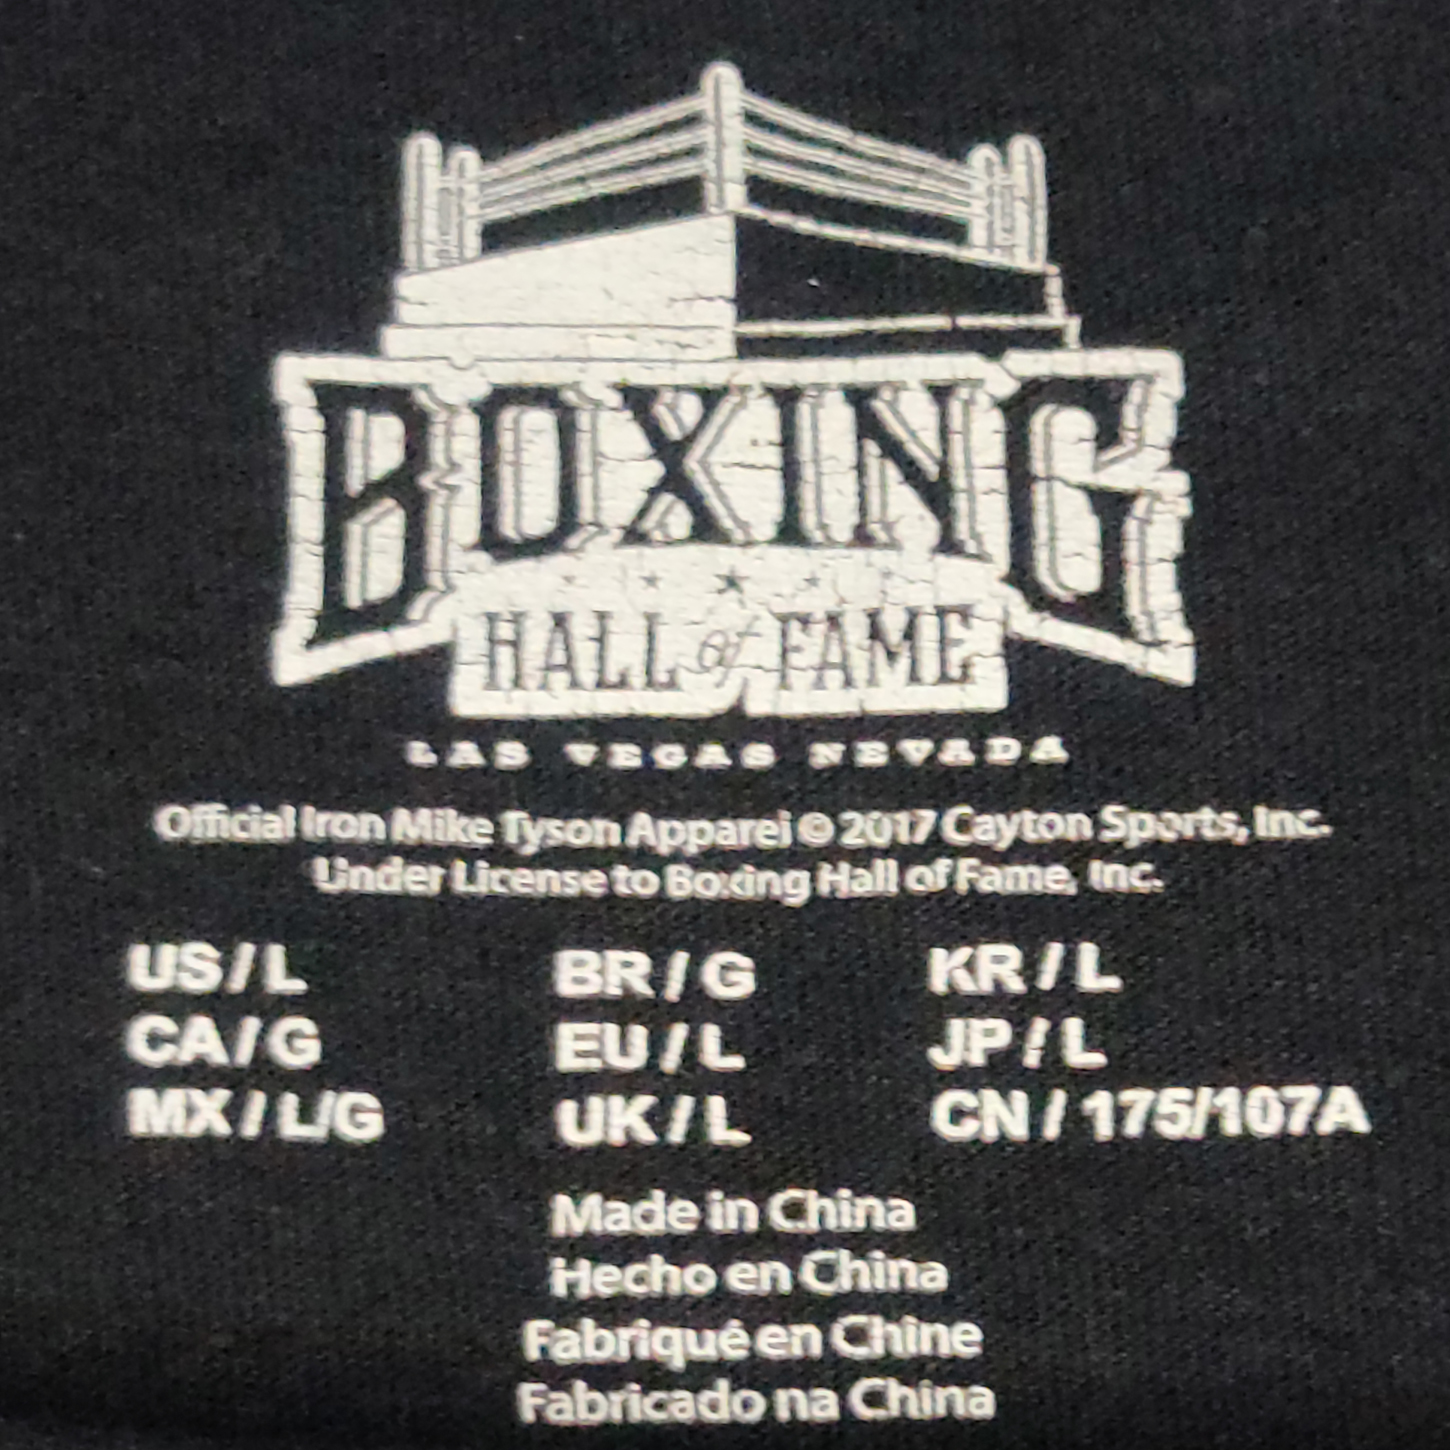 BOXING
HALL of FAME
LAS VEGAS NEVADA
Official Iron Mike Tyson Apparel © 2017 Cayton Sports, Inc.
Under License to Boxing Hall of Fame, Inc.
US / L BR / G KR / L
CA / G EU / L JP / L
MX / L/G UK / L CN / 175/107A
Made in China
Hecho en China
Fabriqué en Chine
Fabricado na China